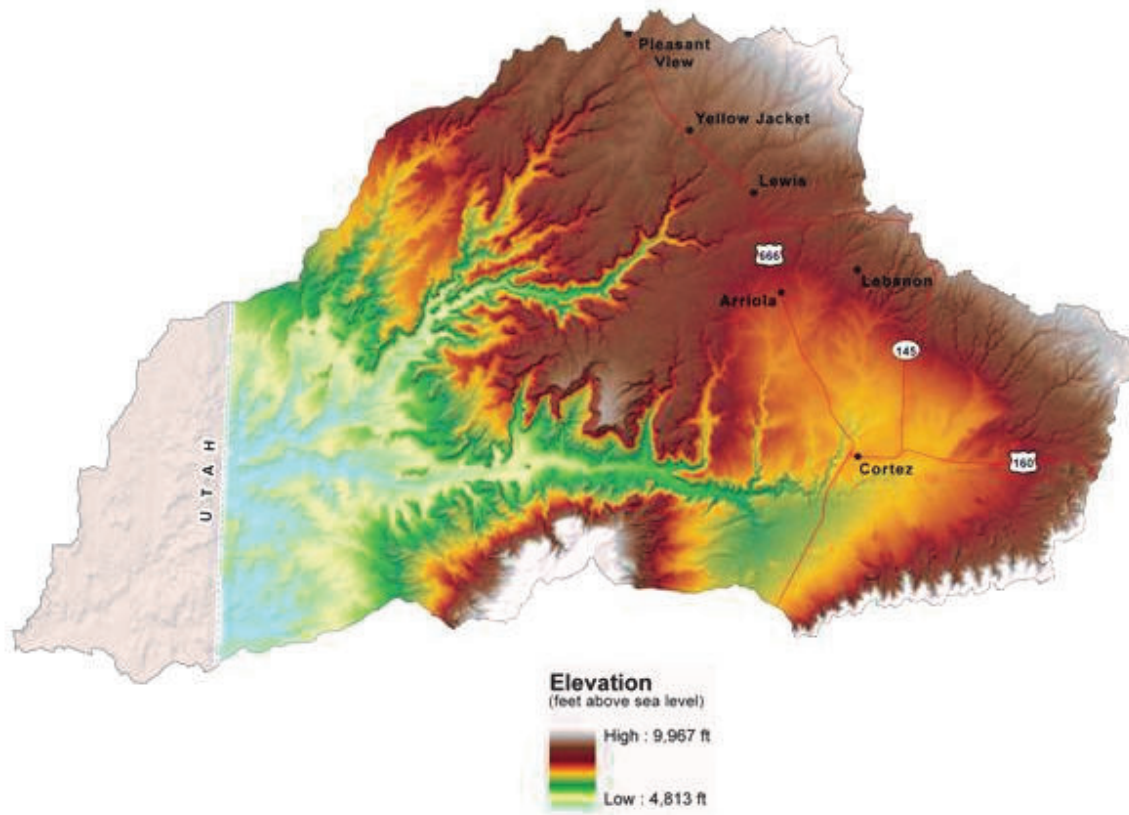 Pleasant
View
Yellow Jacket
Lewis
666
Lebanon
Arriola
145
UTAH
Cortez
160
Elevation
(feet above sea level)
High : 9,967 ft
Low : 4,813 ft